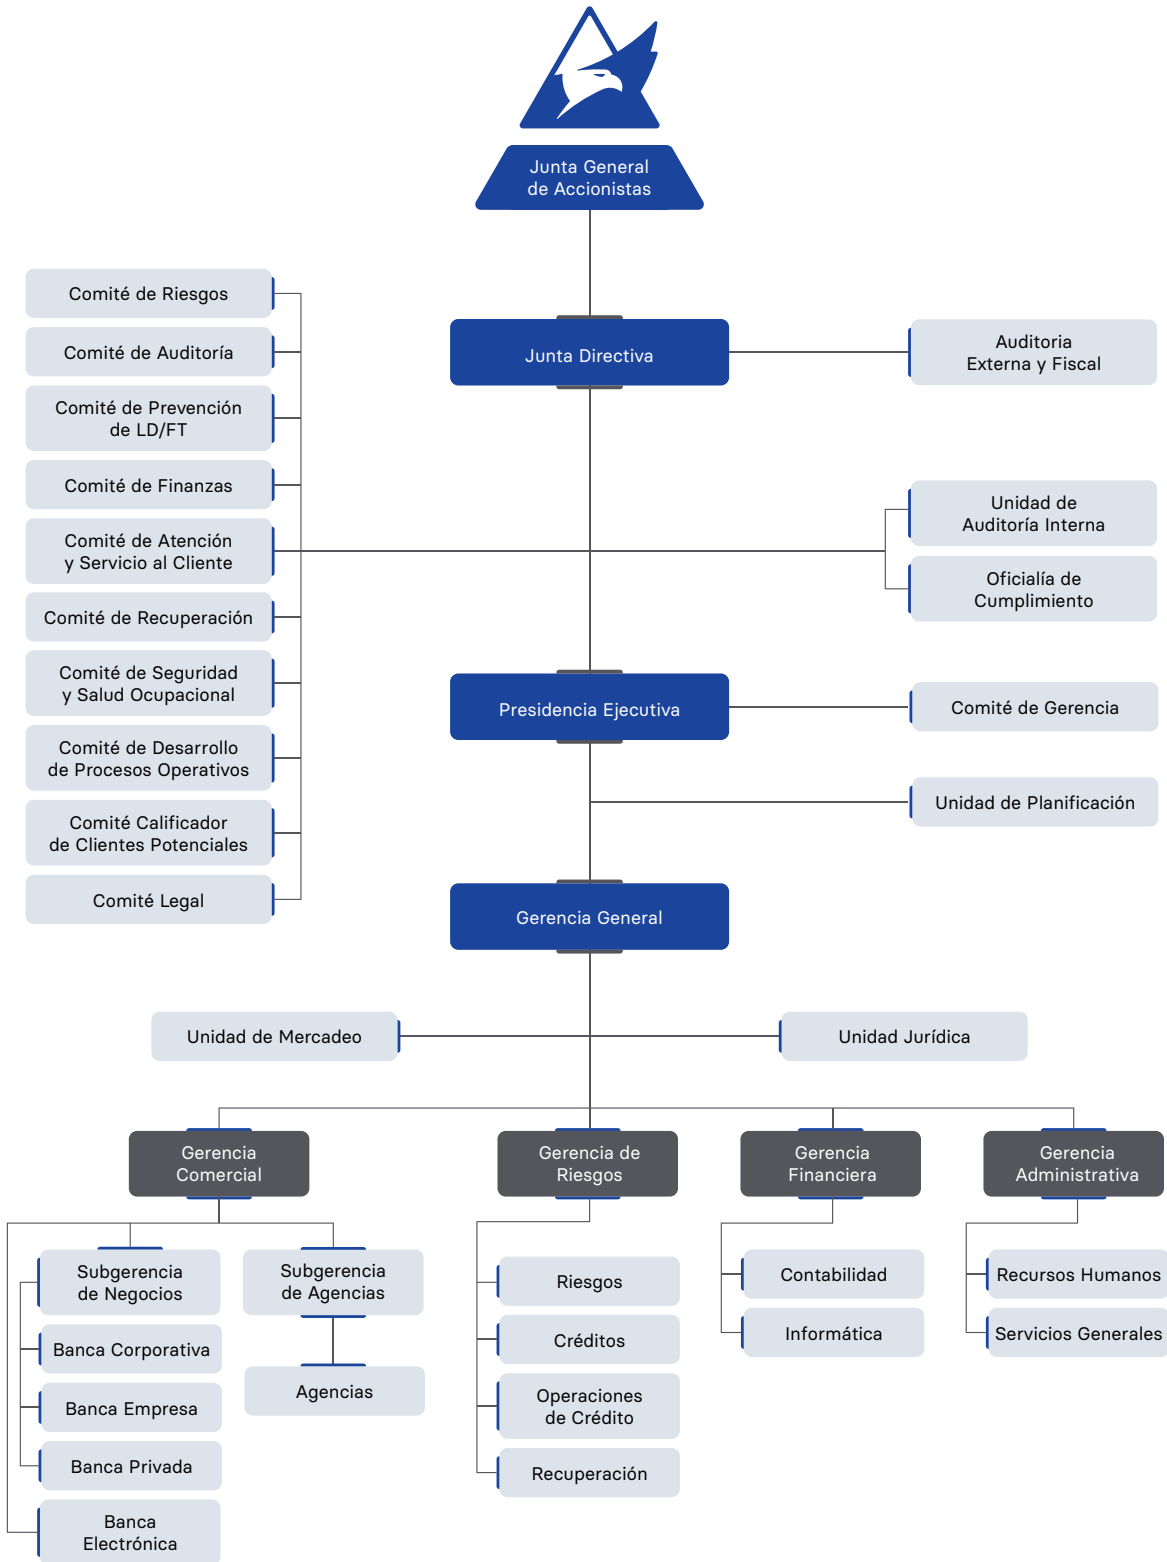 Junta General
de Accionistas
Comité de Riesgos
Comité de Auditoría
Comité de Prevención
de LD/FT
Comité de Finanzas
Comité de Atención
y Servicio al Cliente
Comité de Recuperación
Comité de Seguridad
y Salud Ocupacional
Comité de Desarrollo
de Procesos Operativos
Comité Calificador
de Clientes Potenciales
Comité Legal
Junta Directiva
Auditoria
Externa y Fiscal
Unidad de
Auditoría Interna
Oficialía de
Cumplimiento
Presidencia Ejecutiva
Comité de Gerencia
Unidad de Planificación
Gerencia General
Unidad de Mercadeo
Unidad Jurídica
Gerencia
Comercial
Gerencia de
Riesgos
Gerencia
Financiera
Gerencia
Administrativa
Subgerencia
de Negocios
Banca Corporativa
Banca Empresa
Banca Privada
Banca
Electrónica
Subgerencia
de Agencias
Agencias
Riesgos
Créditos
Operaciones
de Crédito
Recuperación
Contabilidad
Informática
Recursos Humanos
Servicios Generales